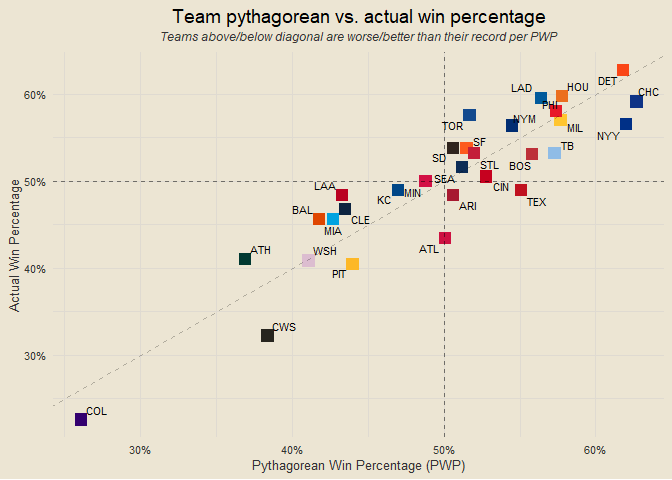 Team pythagorean vs. actual win percentage
Teams above/below diagonal are worse/better than their record per PWP
DET
HOU
LAD
CHC
60%
PHI
NYM
MIL
TOR
NYY
SF
TB
SD
BOS
STL
50%
SEA
CIN
LAA
MIN
KC
TEX
ARI
BAL
CLE
MIA
ATL
ATH
WSH
40%
PIT
CWS
30%
COL
30%
40%
50%
60%
Actual Win Percentage
Pythagorean Win Percentage (PWP)